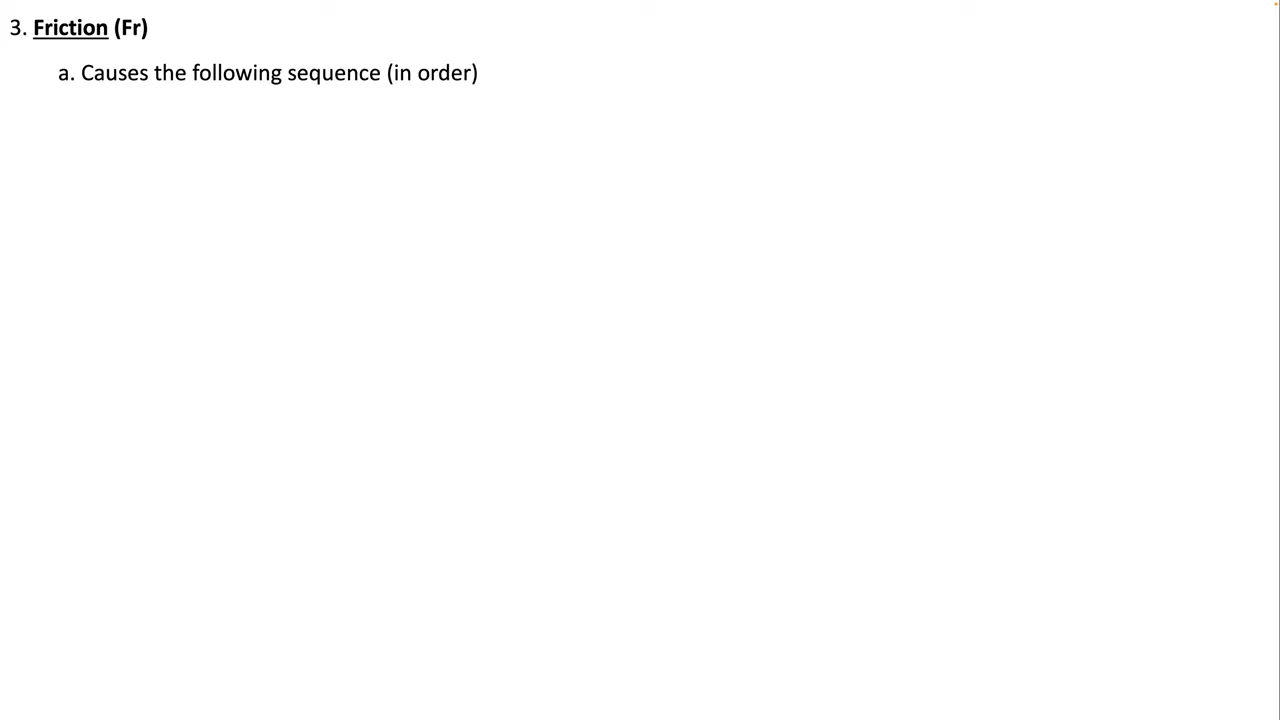 3. Friction (Fr)
a. Causes the following sequence (in order)